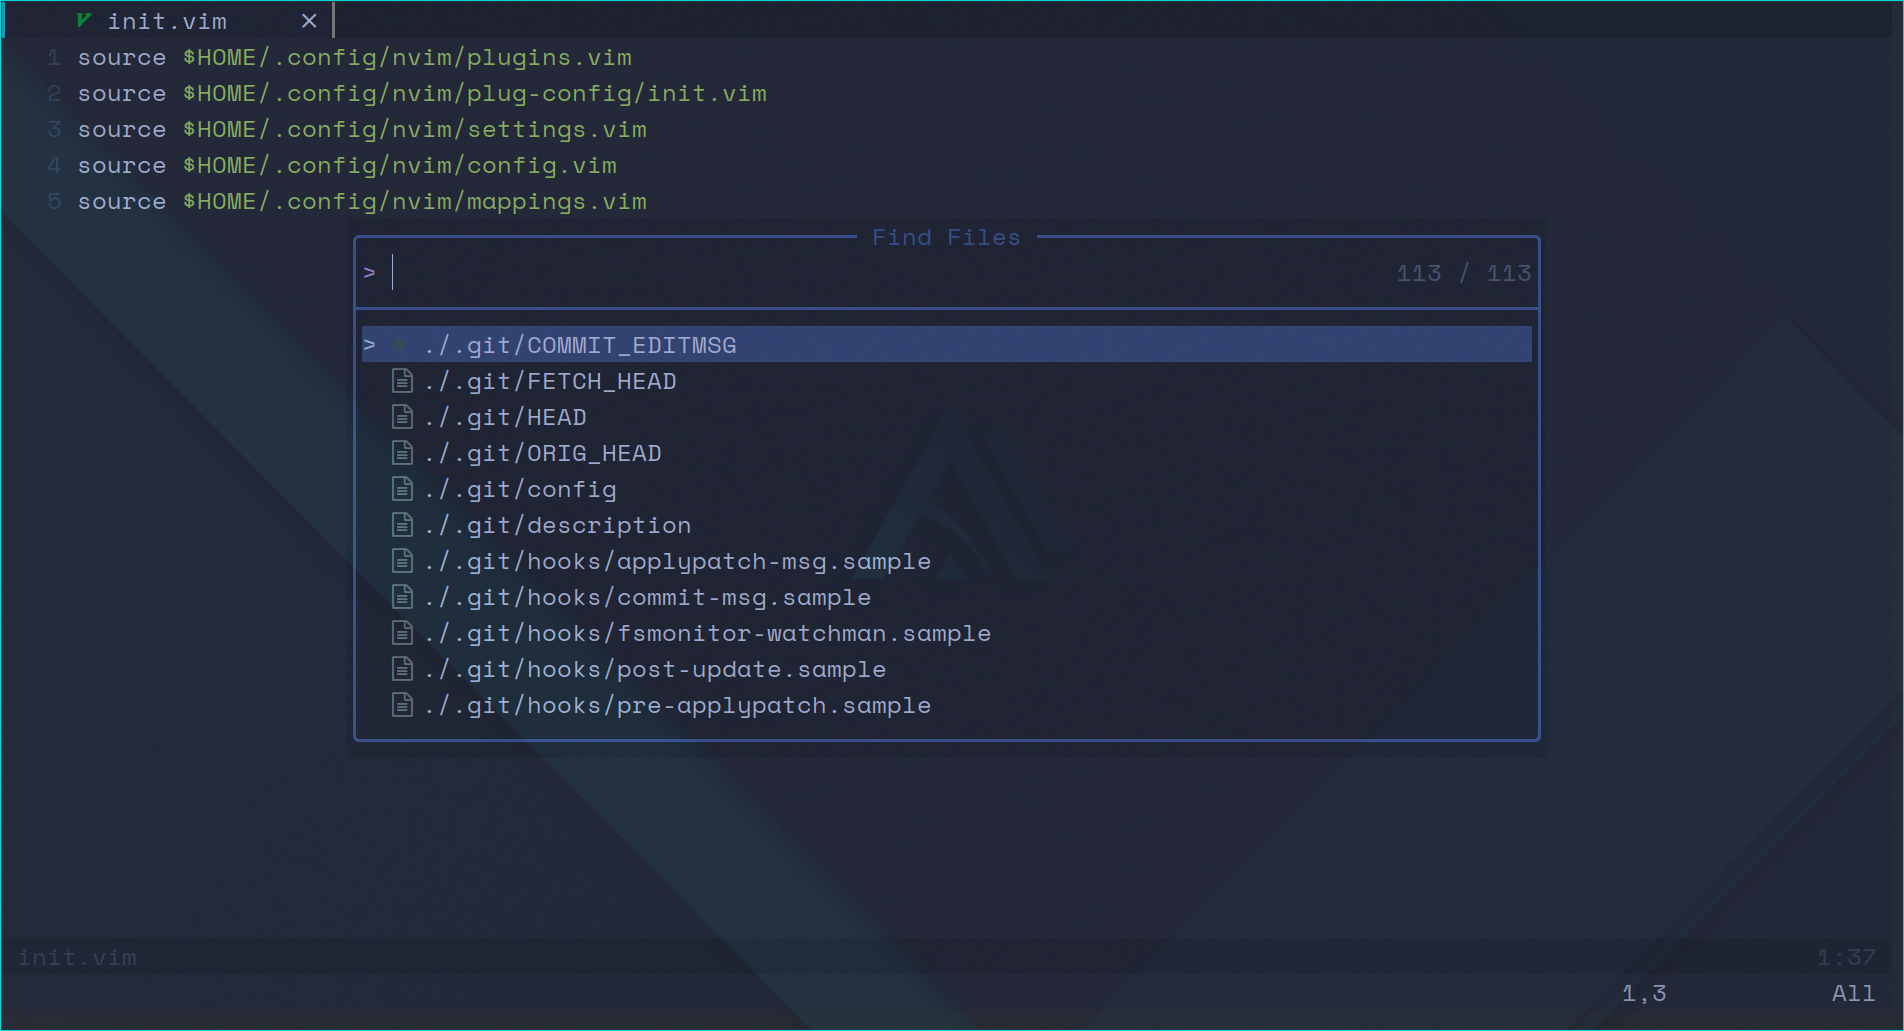 init.vim ×
1 source $HOME/.config/nvim/plugins.vim
2 source $HOME/.config/nvim/plug-config/init.vim
3 source $HOME/.config/nvim/settings.vim
4 source $HOME/.config/nvim/config.vim
5 source $HOME/.config/nvim/mappings.vim
Find Files
> 113 / 113
> ./.git/COMMIT_EDITMSG
./.git/FETCH_HEAD
./.git/HEAD
./.git/ORIG_HEAD
./.git/config
./.git/description
./.git/hooks/applypatch-msg.sample
./.git/hooks/commit-msg.sample
./.git/hooks/fsmonitor-watchman.sample
./.git/hooks/post-update.sample
./.git/hooks/pre-applypatch.sample
init.vim 1:37
1,3 All